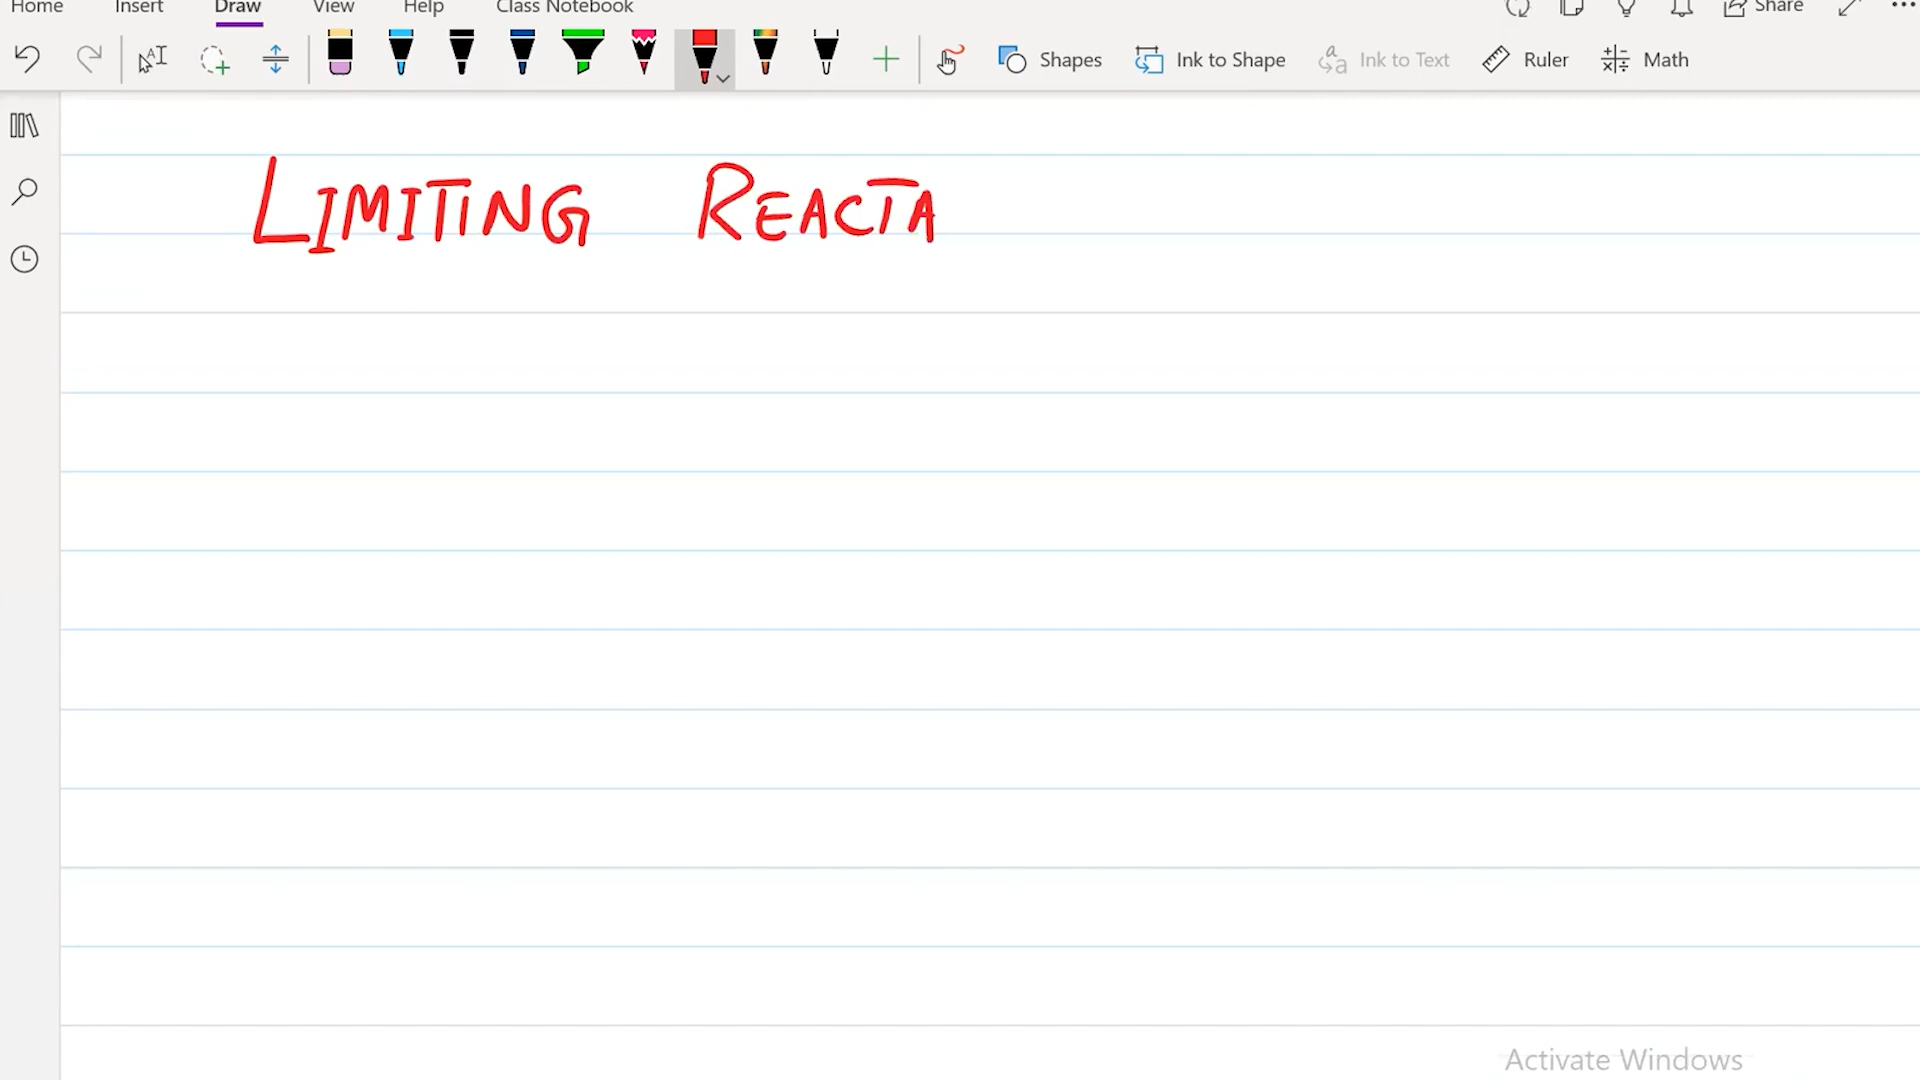 Home Insert Draw View Help Class Notebook Share
Shapes Ink to Shape Ink to Text Ruler Math
LIMITING REACTA
Activate Windows